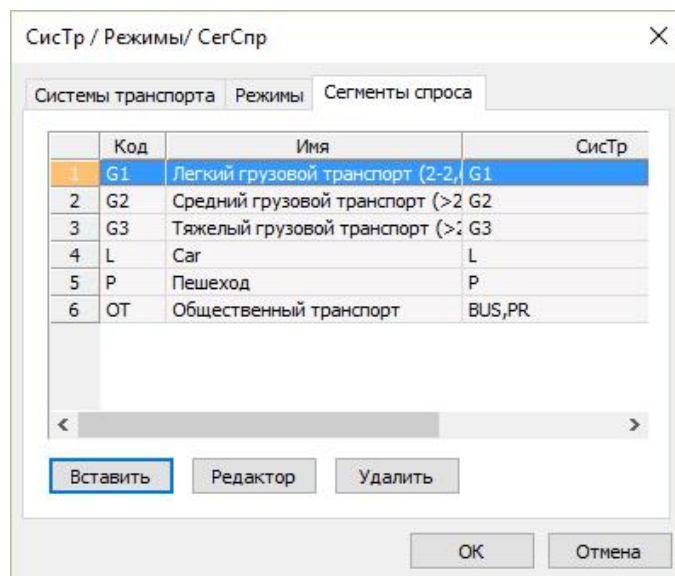 СисТр / Режимы/ СегСпр
Системы транспорта Режимы Сегменты спроса
Код Имя СисТр
1 G1 Легкий грузовой транспорт (2-2, G1
2 G2 Средний грузовой транспорт (>2 G2
3 G3 Тяжелый грузовой транспорт (>2 G3
4 L Car L
5 P Пешеход P
6 OT Общественный транспорт BUS,PR
Вставить Редактор Удалить
OK Отмена